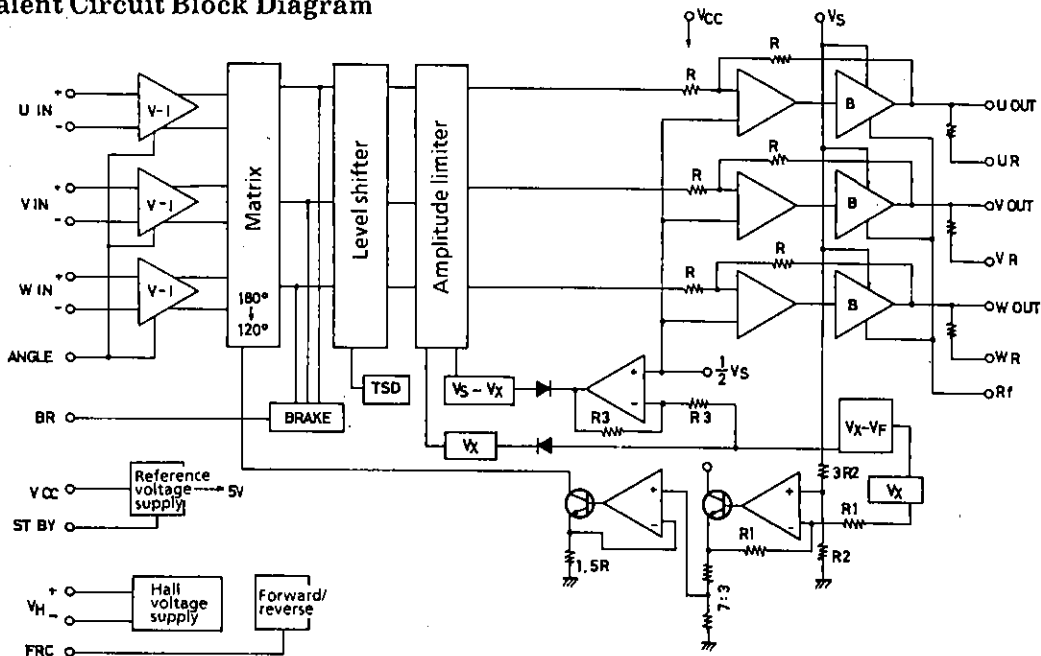 alent Circuit Block Diagram
VCC
VS
R
R
U IN
+
-
V-I
Matrix
180°
120°
Level shifter
Amplitude limiter
B
U OUT
UR
V IN
+
-
V-I
R
R
B
V OUT
VR
W IN
+
-
V-I
R
R
B
W OUT
WR
ANGLE
Rf
TSD
VS - VX
+
-
1/2 VS
BR
BRAKE
R3
R3
VX
VX-VF
VCC
Reference voltage supply
5V
ST BY
3R2
VX
+
-
+
-
R1
R1
R2
1.5R
7:3
VH
+
-
Hall voltage supply
Forward/
reverse
FRC